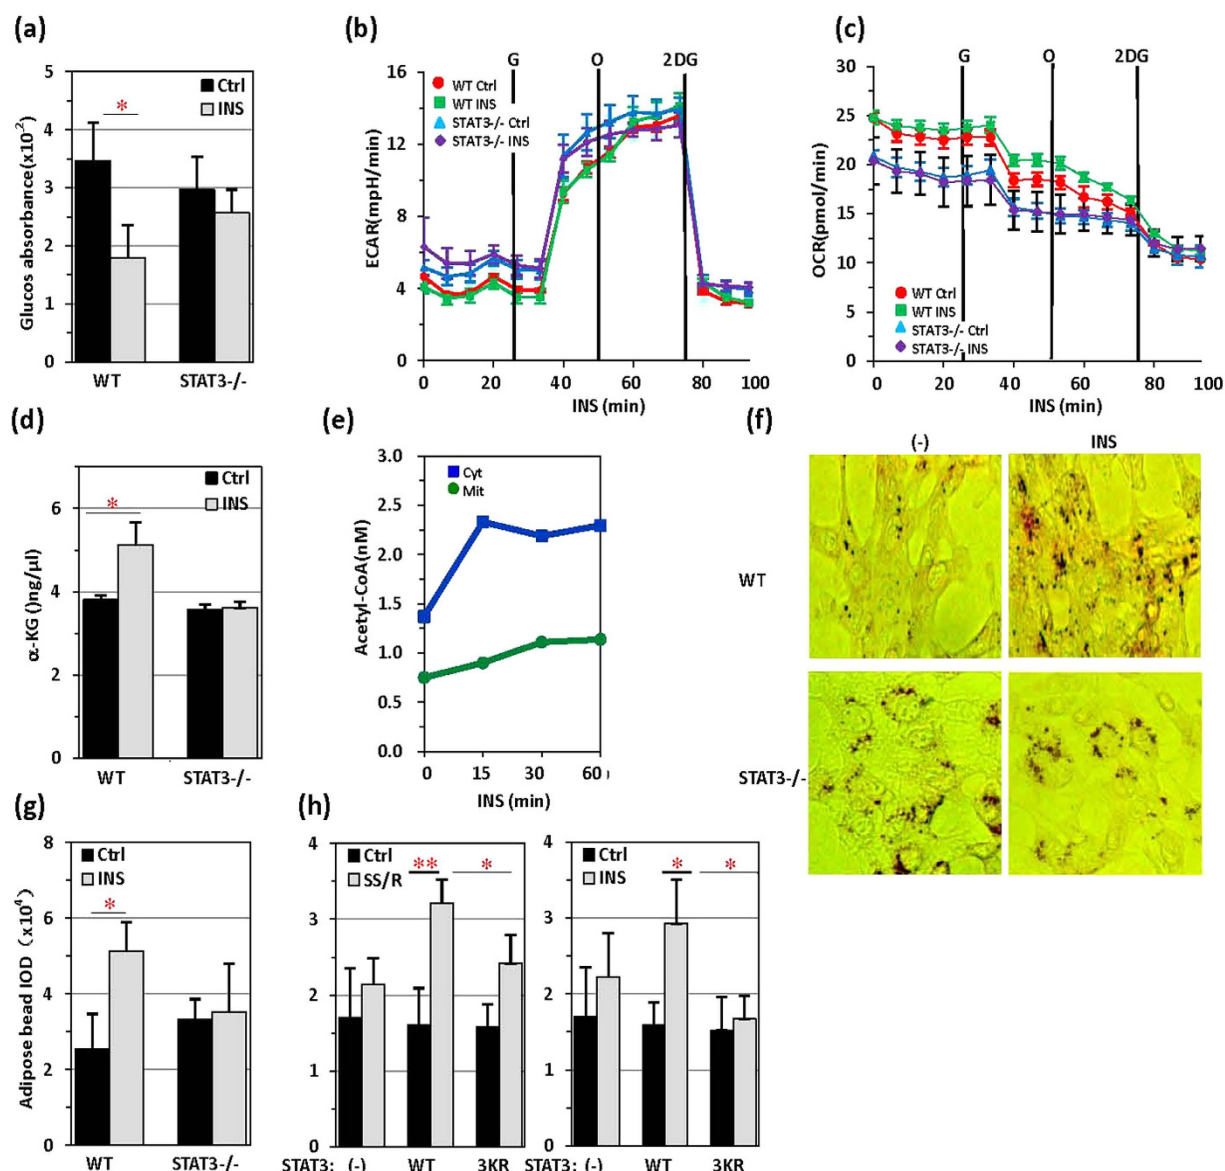 (a)
Glucos absorbance(x10-2)
5
4
3
2
1
0
Ctrl
INS
*
WT STAT3-/-
(b)
G O 2DG
ECAR(mpH/min)
16
12
8
4
0
WT Ctrl
WT INS
STAT3-/- Ctrl
STAT3-/- INS
0 20 40 60 80 100
INS (min)
(c)
G O 2DG
OCR(pmol/min)
30
25
20
15
10
5
0
WT Ctrl
WT INS
STAT3-/- Ctrl
STAT3-/- INS
0 20 40 60 80 100
INS (min)
(d)
α-KG ()ng/μl)
6
4
2
0
Ctrl
INS
*
WT STAT3-/-
(e)
Acetyl-CoA(nM)
3.0
2.5
2.0
1.5
1.0
0.5
0.0
Cyt
Mit
0 15 30 60)
INS (min)
(f)
(-) INS
WT
STAT3-/-
(g)
Adipose bead IOD (x10⁴)
8
6
4
2
0
Ctrl
INS
*
WT STAT3-/-
(h)
4
3
2
1
0
Ctrl
SS/R
** *
STAT3: (-) WT 3KR
4
3
2
1
0
Ctrl
INS
* *
STAT3: (-) WT 3KR